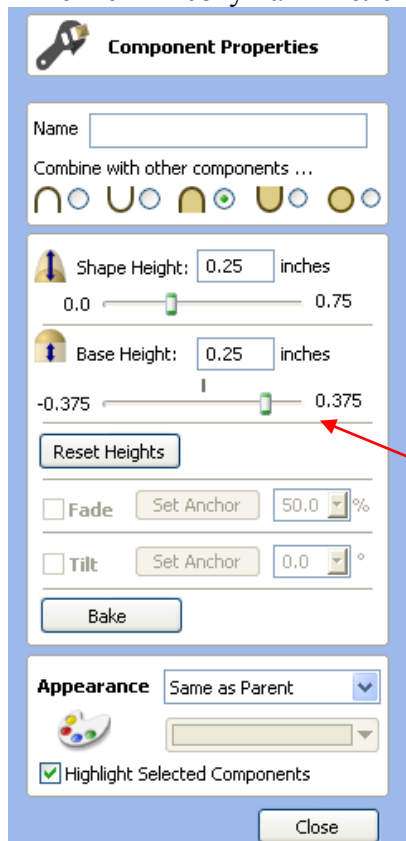 Component Properties
Name
Combine with other components ...
Shape Height: 0.25 inches
0.0 0.75
Base Height: 0.25 inches
-0.375 0.375
Reset Heights
Fade Set Anchor 50.0 %
Tilt Set Anchor 0.0 °
Bake
Appearance Same as Parent
Highlight Selected Components
Close